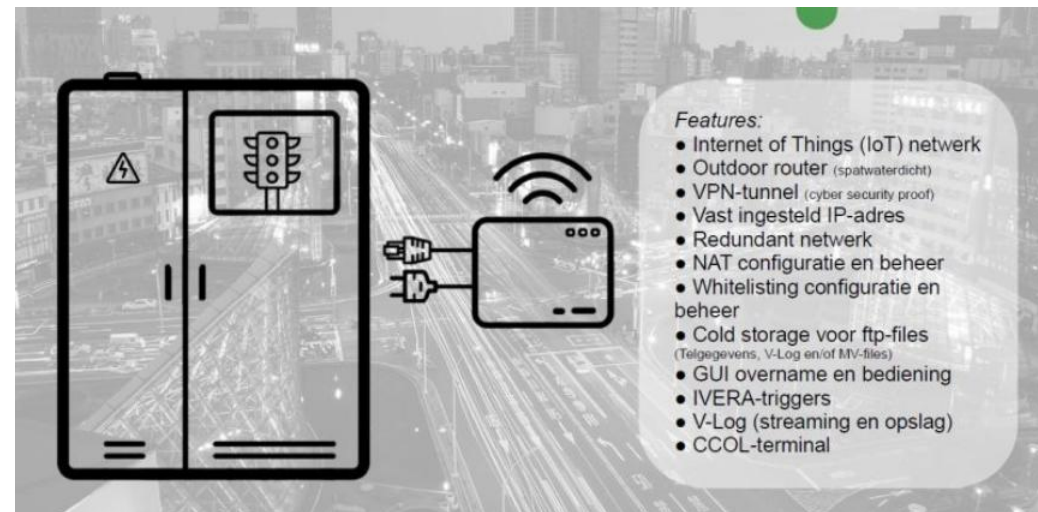 Features:
● Internet of Things (IoT) netwerk
● Outdoor router (spatwaterdicht)
● VPN-tunnel (cyber security proof)
● Vast ingesteld IP-adres
● Redundant netwerk
● NAT configuratie en beheer
● Whitelisting configuratie en
beheer
● Cold storage voor ftp-files
(Telgegevens, V-Log en/of MV-files)
● GUI overname en bediening
● IVERA-triggers
● V-Log (streaming en opslag)
● CCOL-terminal